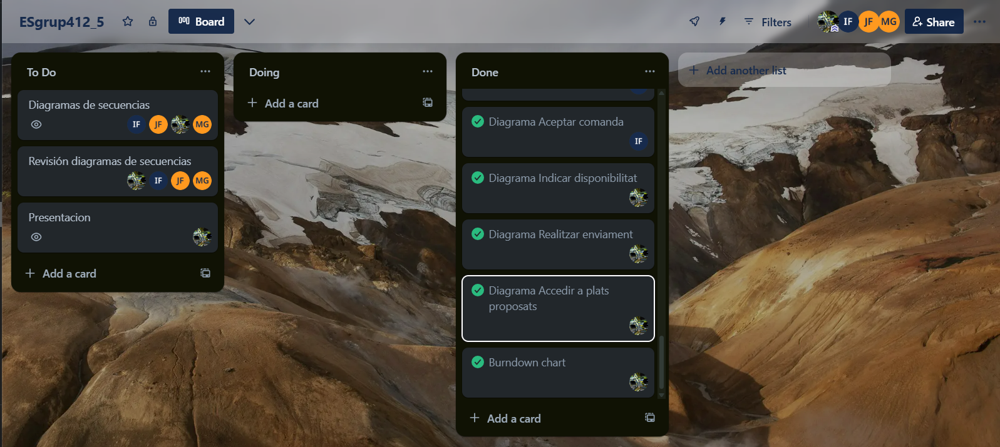 ESgrup412_5
Board
Filters
IF
JF
MG
Share
To Do
Diagramas de secuencias
IF
JF
MG
Revisión diagramas de secuencias
IF
JF
MG
Presentacion
Add a card
Doing
Add a card
Done
Diagrama Aceptar comanda
IF
Diagrama Indicar disponibilitat
Diagrama Realitzar enviament
Diagrama Accedir a plats
proposats
Burndown chart
Add a card
Add another list